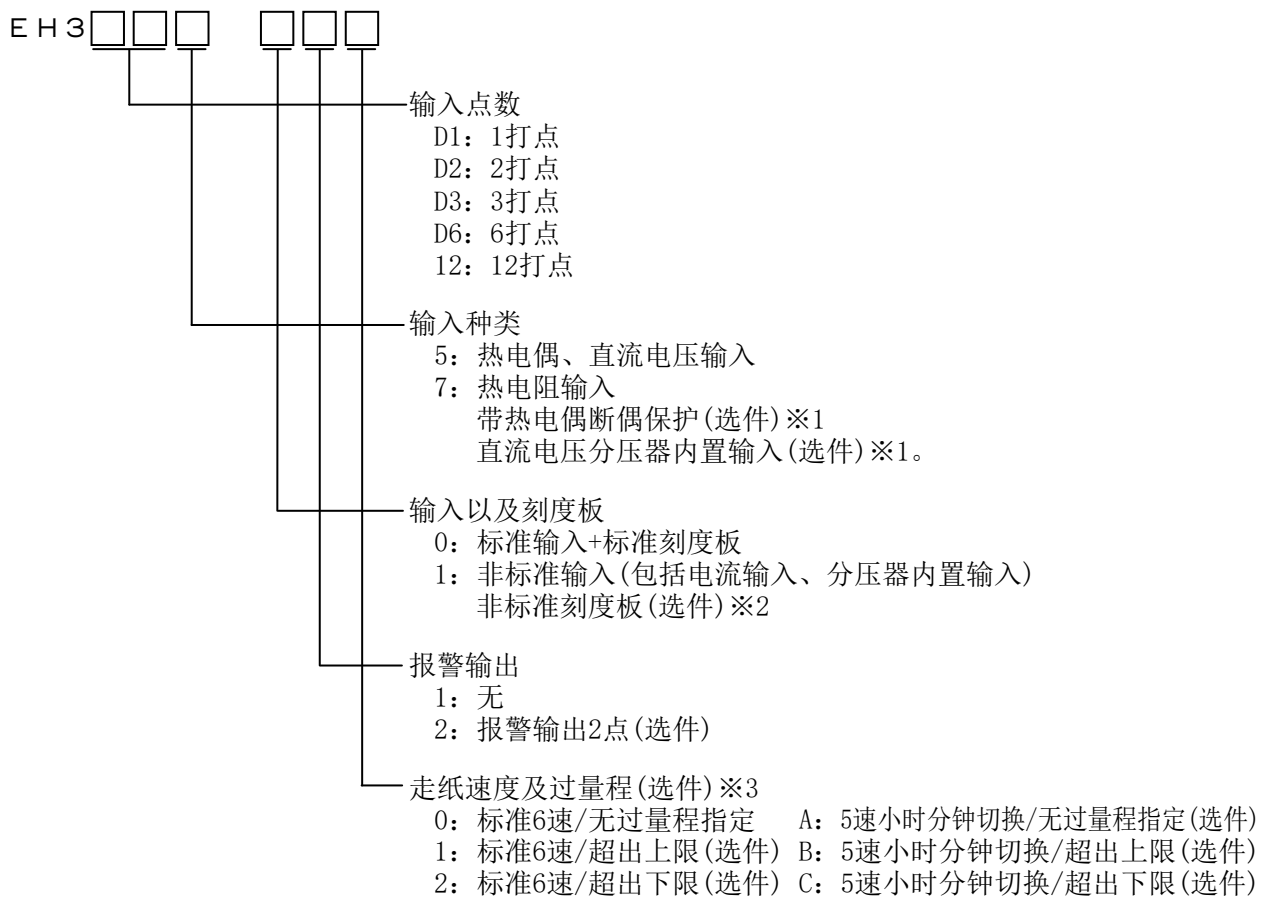 EH3□□□ □□□
输入点数
D1：1打点
D2：2打点
D3：3打点
D6：6打点
12：12打点
输入种类
5：热电偶、直流电压输入
7：热电阻输入
带热电偶断偶保护(选件)※1
直流电压分压器内置输入(选件)※1。
输入以及刻度板
0：标准输入+标准刻度板
1：非标准输入(包括电流输入、分压器内置输入)
非标准刻度板(选件)※2
报警输出
1：无
2：报警输出2点(选件)
走纸速度及过量程(选件)※3
0：标准6速/无过量程指定 A：5速小时分钟切换/无过量程指定(选件)
1：标准6速/超出上限(选件) B：5速小时分钟切换/超出上限(选件)
2：标准6速/超出下限(选件) C：5速小时分钟切换/超出下限(选件)